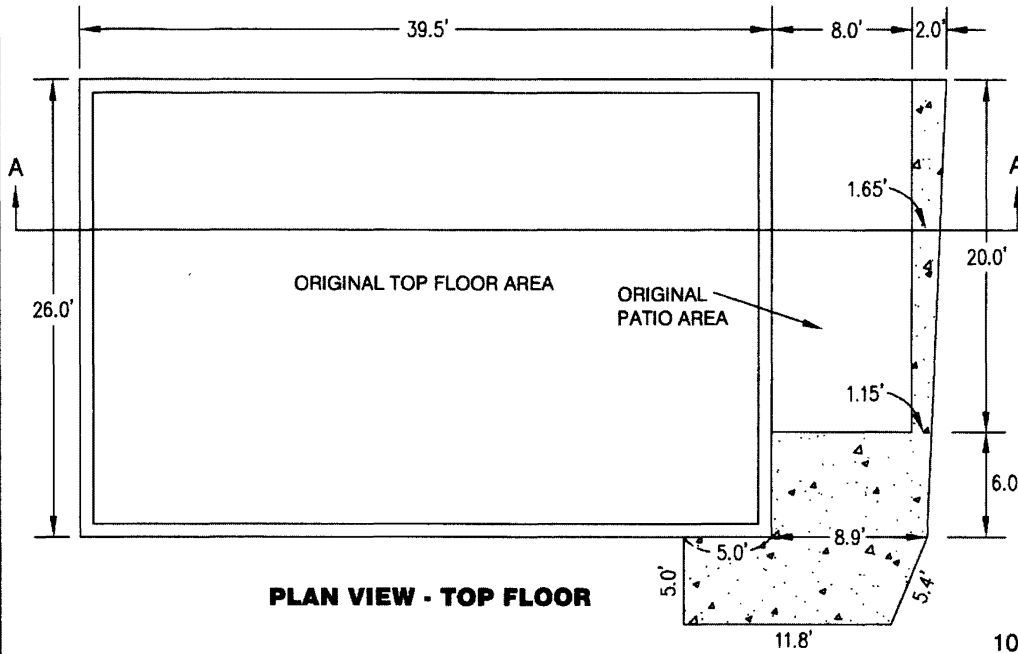 39.5'
8.0'
2.0'
A
A
1.65'
20.0'
ORIGINAL TOP FLOOR AREA
26.0'
ORIGINAL
PATIO AREA
1.15'
6.0
5.0'
8.9'
5.0'
5.4'
PLAN VIEW - TOP FLOOR
11.8'
10